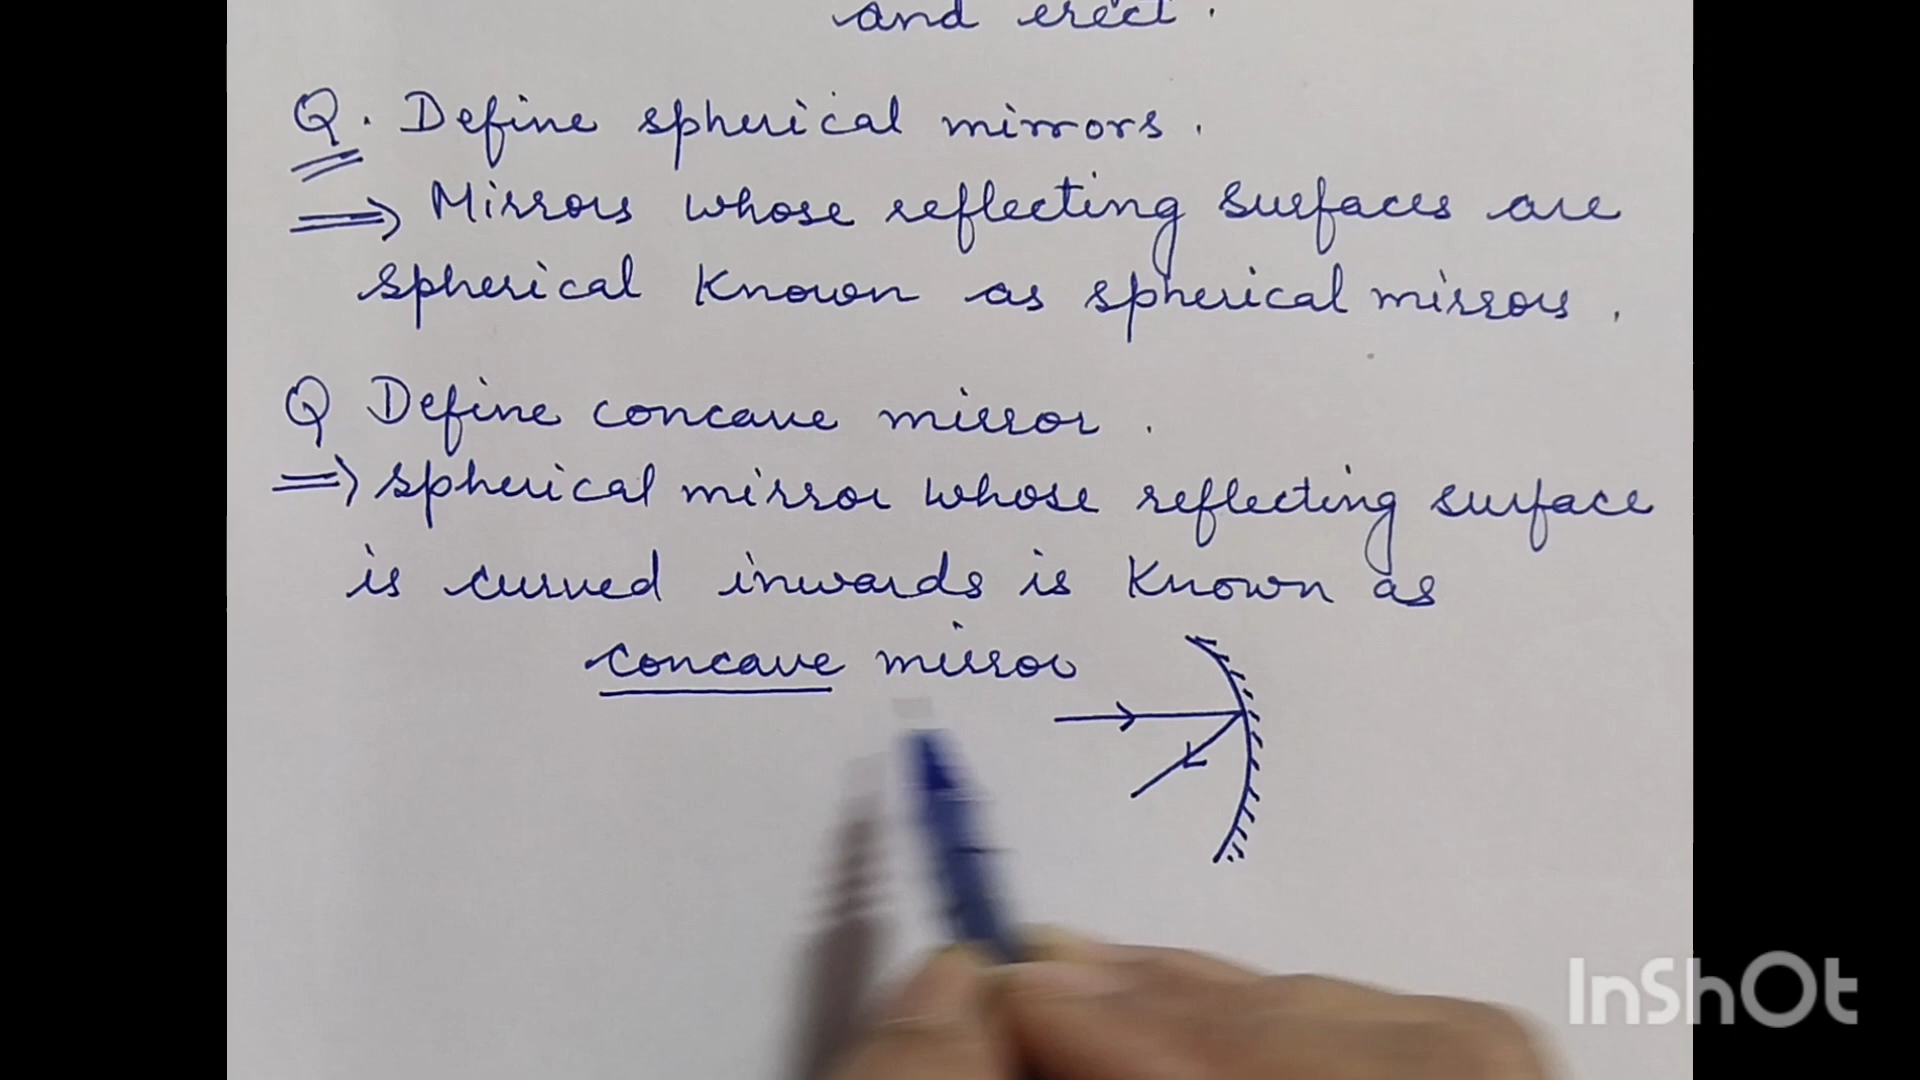 and erect.
Q. Define spherical mirrors.
⇒ Mirrors whose reflecting surfaces are
spherical known as spherical mirrors.
Q Define concave mirror.
⇒ spherical mirror whose reflecting surface
is curved inwards is known as
concave mirror
InShOt